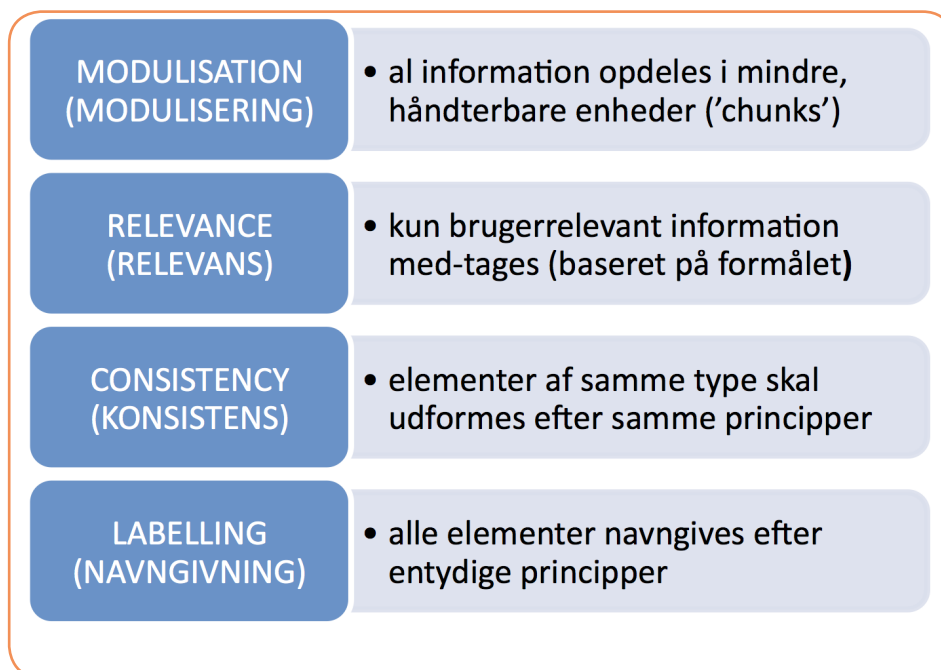 MODULISATION
(MODULISERING)
• al information opdeles i mindre,
håndterbare enheder (’chunks’)
RELEVANCE
(RELEVANS)
• kun brugerrelevant information
med-tages (baseret på formålet)
CONSISTENCY
(KONSISTENS)
• elementer af samme type skal
udformes efter samme principper
LABELLING
(NAVNGIVNING)
• alle elementer navngives efter
entydige principper